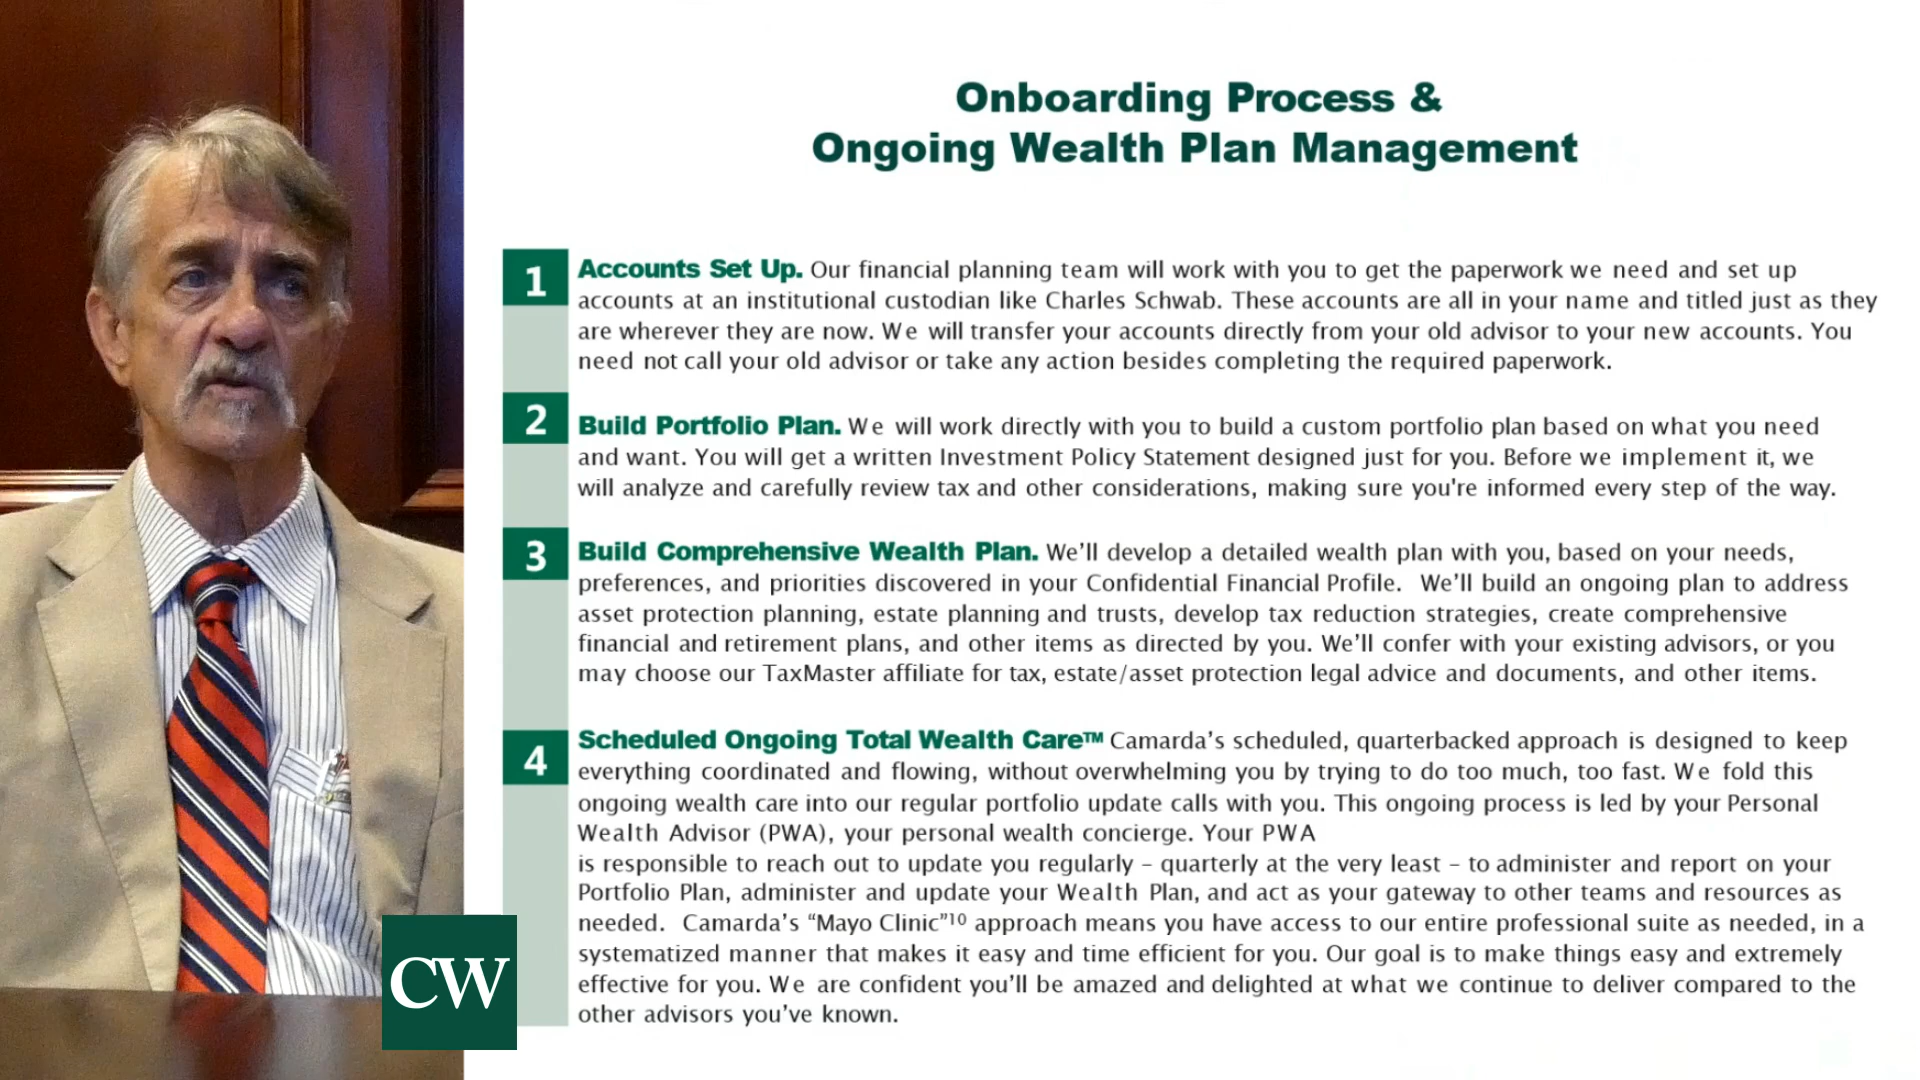 Onboarding Process &
Ongoing Wealth Plan Management
1
Accounts Set Up. Our financial planning team will work with you to get the paperwork we need and set up
accounts at an institutional custodian like Charles Schwab. These accounts are all in your name and titled just as they
are wherever they are now. We will transfer your accounts directly from your old advisor to your new accounts. You
need not call your old advisor or take any action besides completing the required paperwork.
2
Build Portfolio Plan. We will work directly with you to build a custom portfolio plan based on what you need
and want. You will get a written Investment Policy Statement designed just for you. Before we implement it, we
will analyze and carefully review tax and other considerations, making sure you're informed every step of the way.
3
Build Comprehensive Wealth Plan. We’ll develop a detailed wealth plan with you, based on your needs,
preferences, and priorities discovered in your Confidential Financial Profile. We’ll build an ongoing plan to address
asset protection planning, estate planning and trusts, develop tax reduction strategies, create comprehensive
financial and retirement plans, and other items as directed by you. We’ll confer with your existing advisors, or you
may choose our TaxMaster affiliate for tax, estate/asset protection legal advice and documents, and other items.
4
Scheduled Ongoing Total Wealth Care™ Camarda’s scheduled, quarterbacked approach is designed to keep
everything coordinated and flowing, without overwhelming you by trying to do too much, too fast. We fold this
ongoing wealth care into our regular portfolio update calls with you. This ongoing process is led by your Personal
Wealth Advisor (PWA), your personal wealth concierge. Your PWA
is responsible to reach out to update you regularly – quarterly at the very least – to administer and report on your
Portfolio Plan, administer and update your Wealth Plan, and act as your gateway to other teams and resources as
needed. Camarda’s “Mayo Clinic”¹⁰ approach means you have access to our entire professional suite as needed, in a
systematized manner that makes it easy and time efficient for you. Our goal is to make things easy and extremely
effective for you. We are confident you’ll be amazed and delighted at what we continue to deliver compared to the
other advisors you’ve known.
CW